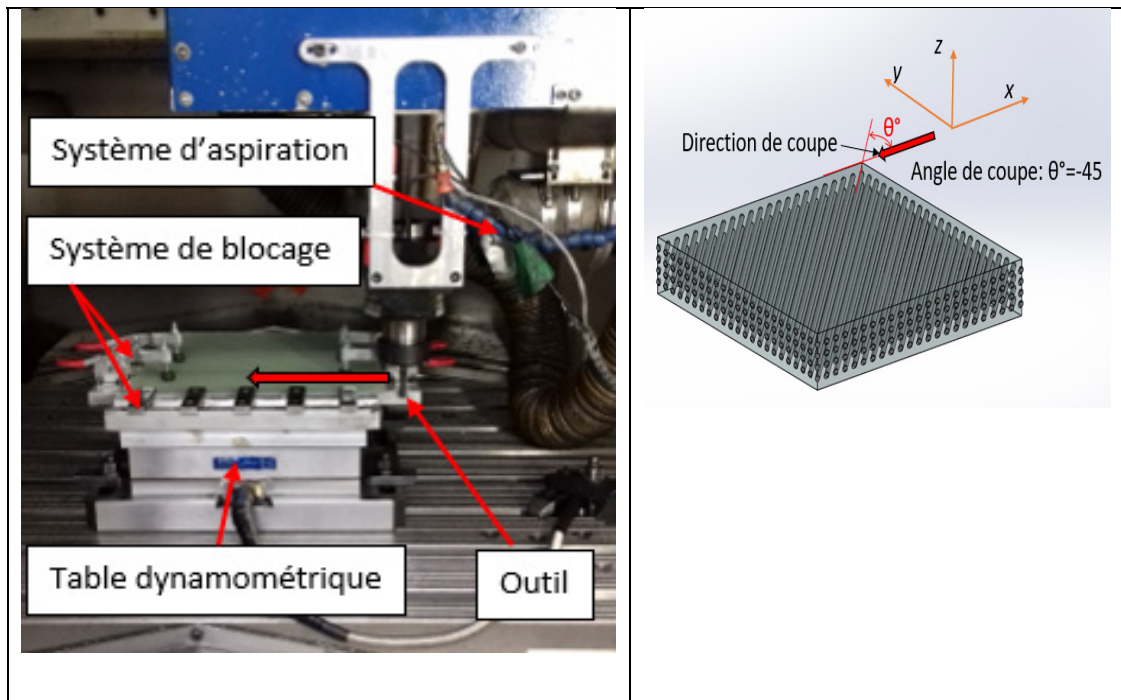 Système d’aspiration
Système de blocage
Table dynamométrique
Outil
z
y
x
θ°
Direction de coupe
Angle de coupe: θ°=-45